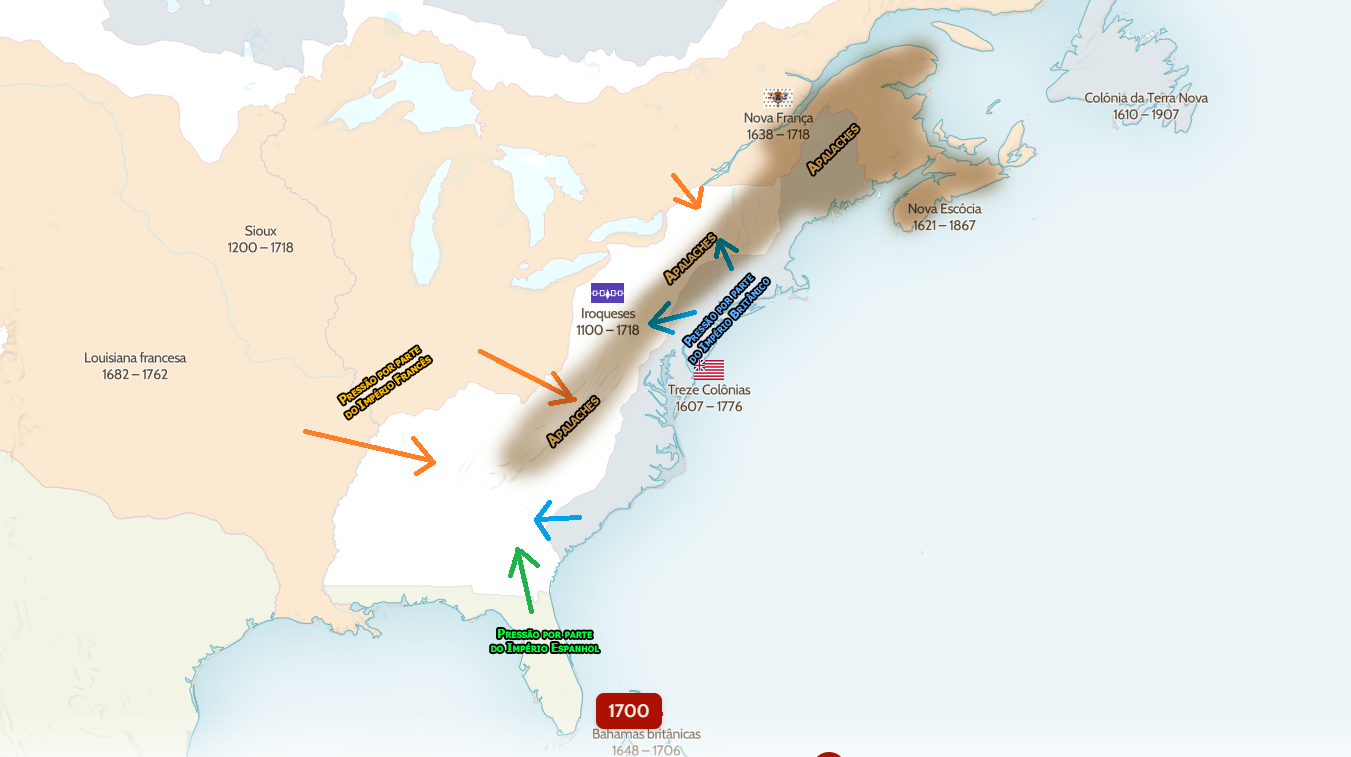 Colónia da Terra Nova
1610 – 1907
Nova França
1638 – 1718
Apalaches
Nova Escócia
1621 – 1867
Sioux
1200 – 1718
Apalaches
Iroqueses
1100 – 1718
Pressão por parte
do Império Britânico
Louisiana francesa
1682 – 1762
Pressão por parte
do Império Francês
Treze Colônias
1607 – 1776
Apalaches
Pressão por parte
do Império Espanhol
1700
Bahamas britânicas
1648 – 1706